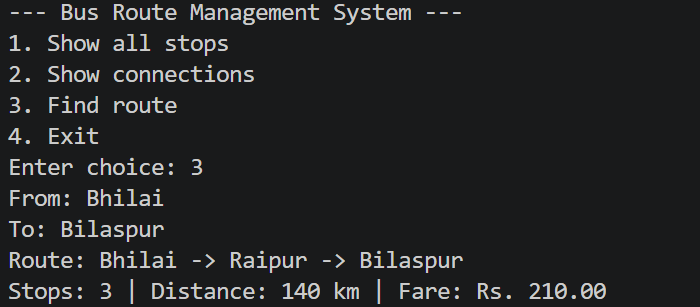 --- Bus Route Management System ---
1. Show all stops
2. Show connections
3. Find route
4. Exit
Enter choice: 3
From: Bhilai
To: Bilaspur
Route: Bhilai -> Raipur -> Bilaspur
Stops: 3 | Distance: 140 km | Fare: Rs. 210.00